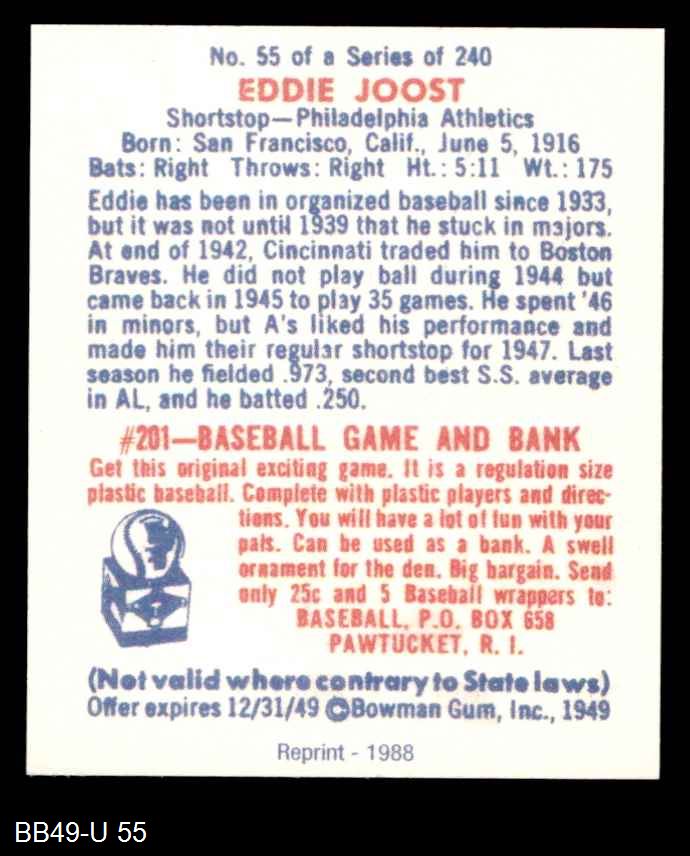 No. 55 of a Series of 240
EDDIE JOOST
Shortstop—Philadelphia Athletics
Born: San Francisco, Calif., June 5, 1916
Bats: Right Throws: Right Ht.: 5:11 Wt.: 175
Eddie has been in organized baseball since 1933,
but it was not until 1939 that he stuck in majors.
At end of 1942, Cincinnati traded him to Boston
Braves. He did not play ball during 1944 but
came back in 1945 to play 35 games. He spent '46
in minors, but A's liked his performance and
made him their regular shortstop for 1947. Last
season he fielded .973, second best S.S. average
in AL, and he batted .250.
#201—BASEBALL GAME AND BANK
Get this original exciting game. It is a regulation size
plastic baseball. Complete with plastic players and direc-
tions. You will have a lot of fun with your
pals. Can be used as a bank. A swell
ornament for the den. Big bargain. Send
only 25c and 5 Baseball wrappers to:
BASEBALL, P.O. BOX 658
PAWTUCKET, R. I.
(Not valid where contrary to State laws)
Offer expires 12/31/49 ©Bowman Gum, Inc., 1949
Reprint - 1988
BB49-U 55